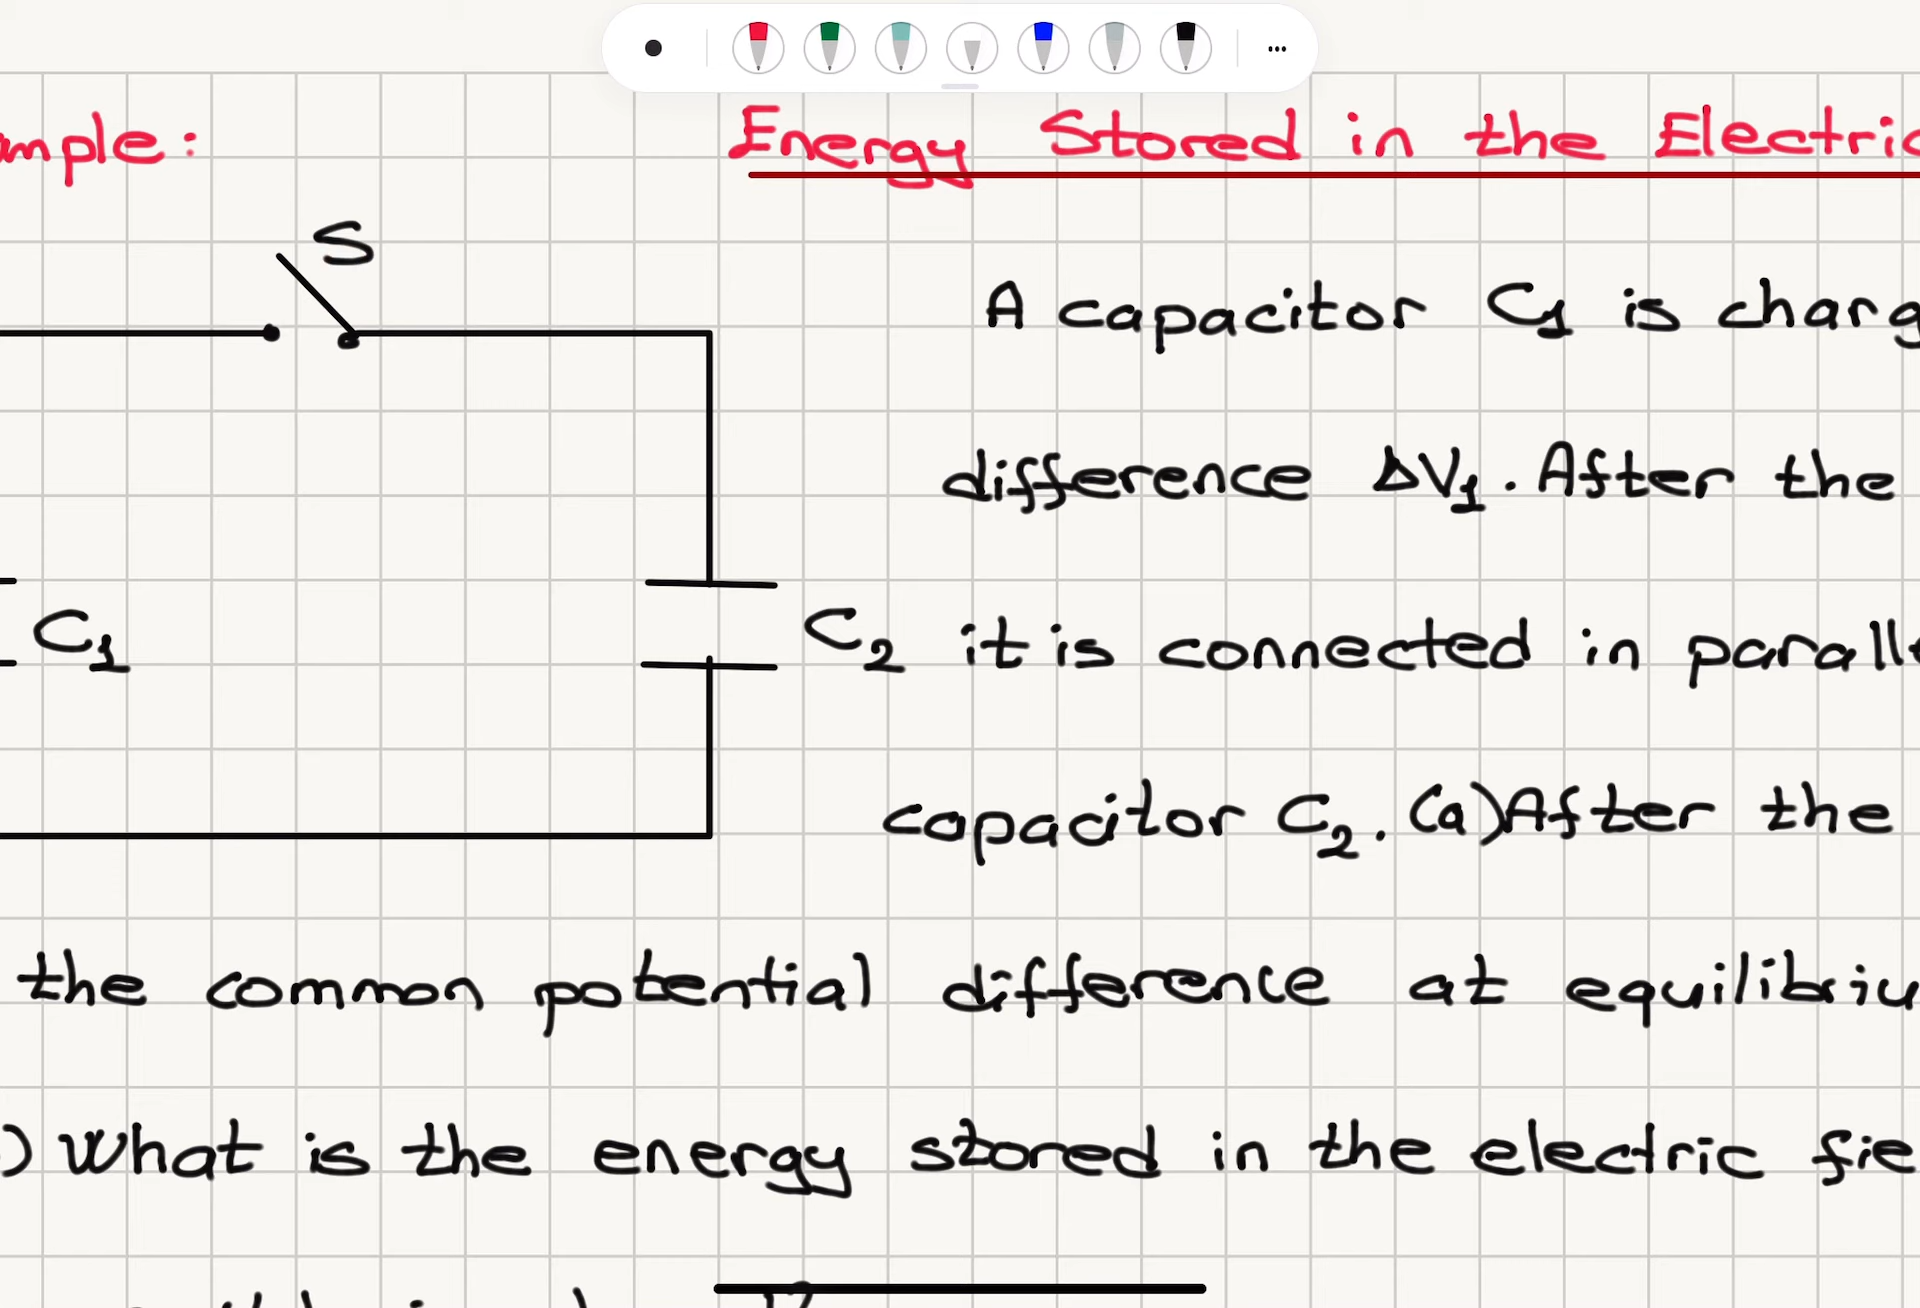 mple:
Energy Stored in the Electric
S
A capacitor C1 is charg
difference ΔV1. After the
C1
C2
it is connected in paralle
capacitor C2. (a) After the
the common potential difference at equilibriu
) What is the energy stored in the electric fie